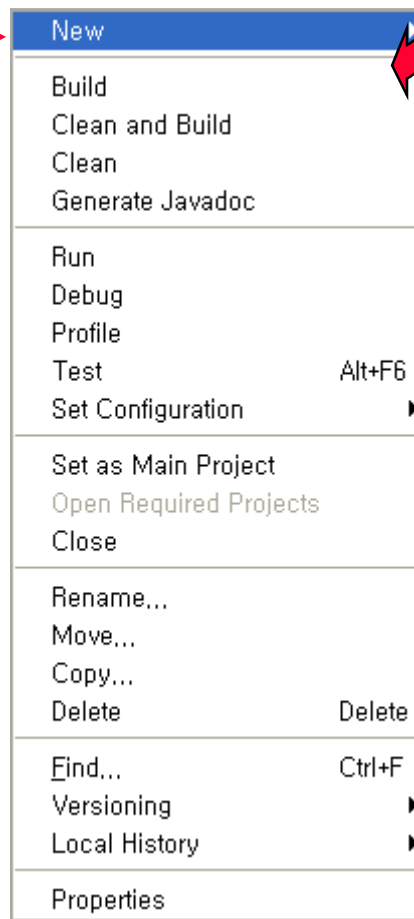 New
Build
Clean and Build
Clean
Generate Javadoc
Run
Debug
Profile
Test Alt+F6
Set Configuration
Set as Main Project
Open Required Projects
Close
Rename...
Move...
Copy...
Delete Delete
Find... Ctrl+F
Versioning
Local History
Properties